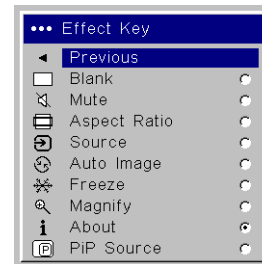 ••• Effect Key
Previous
Blank
Mute
Aspect Ratio
Source
Auto Image
Freeze
Magnify
i About
P PiP Source